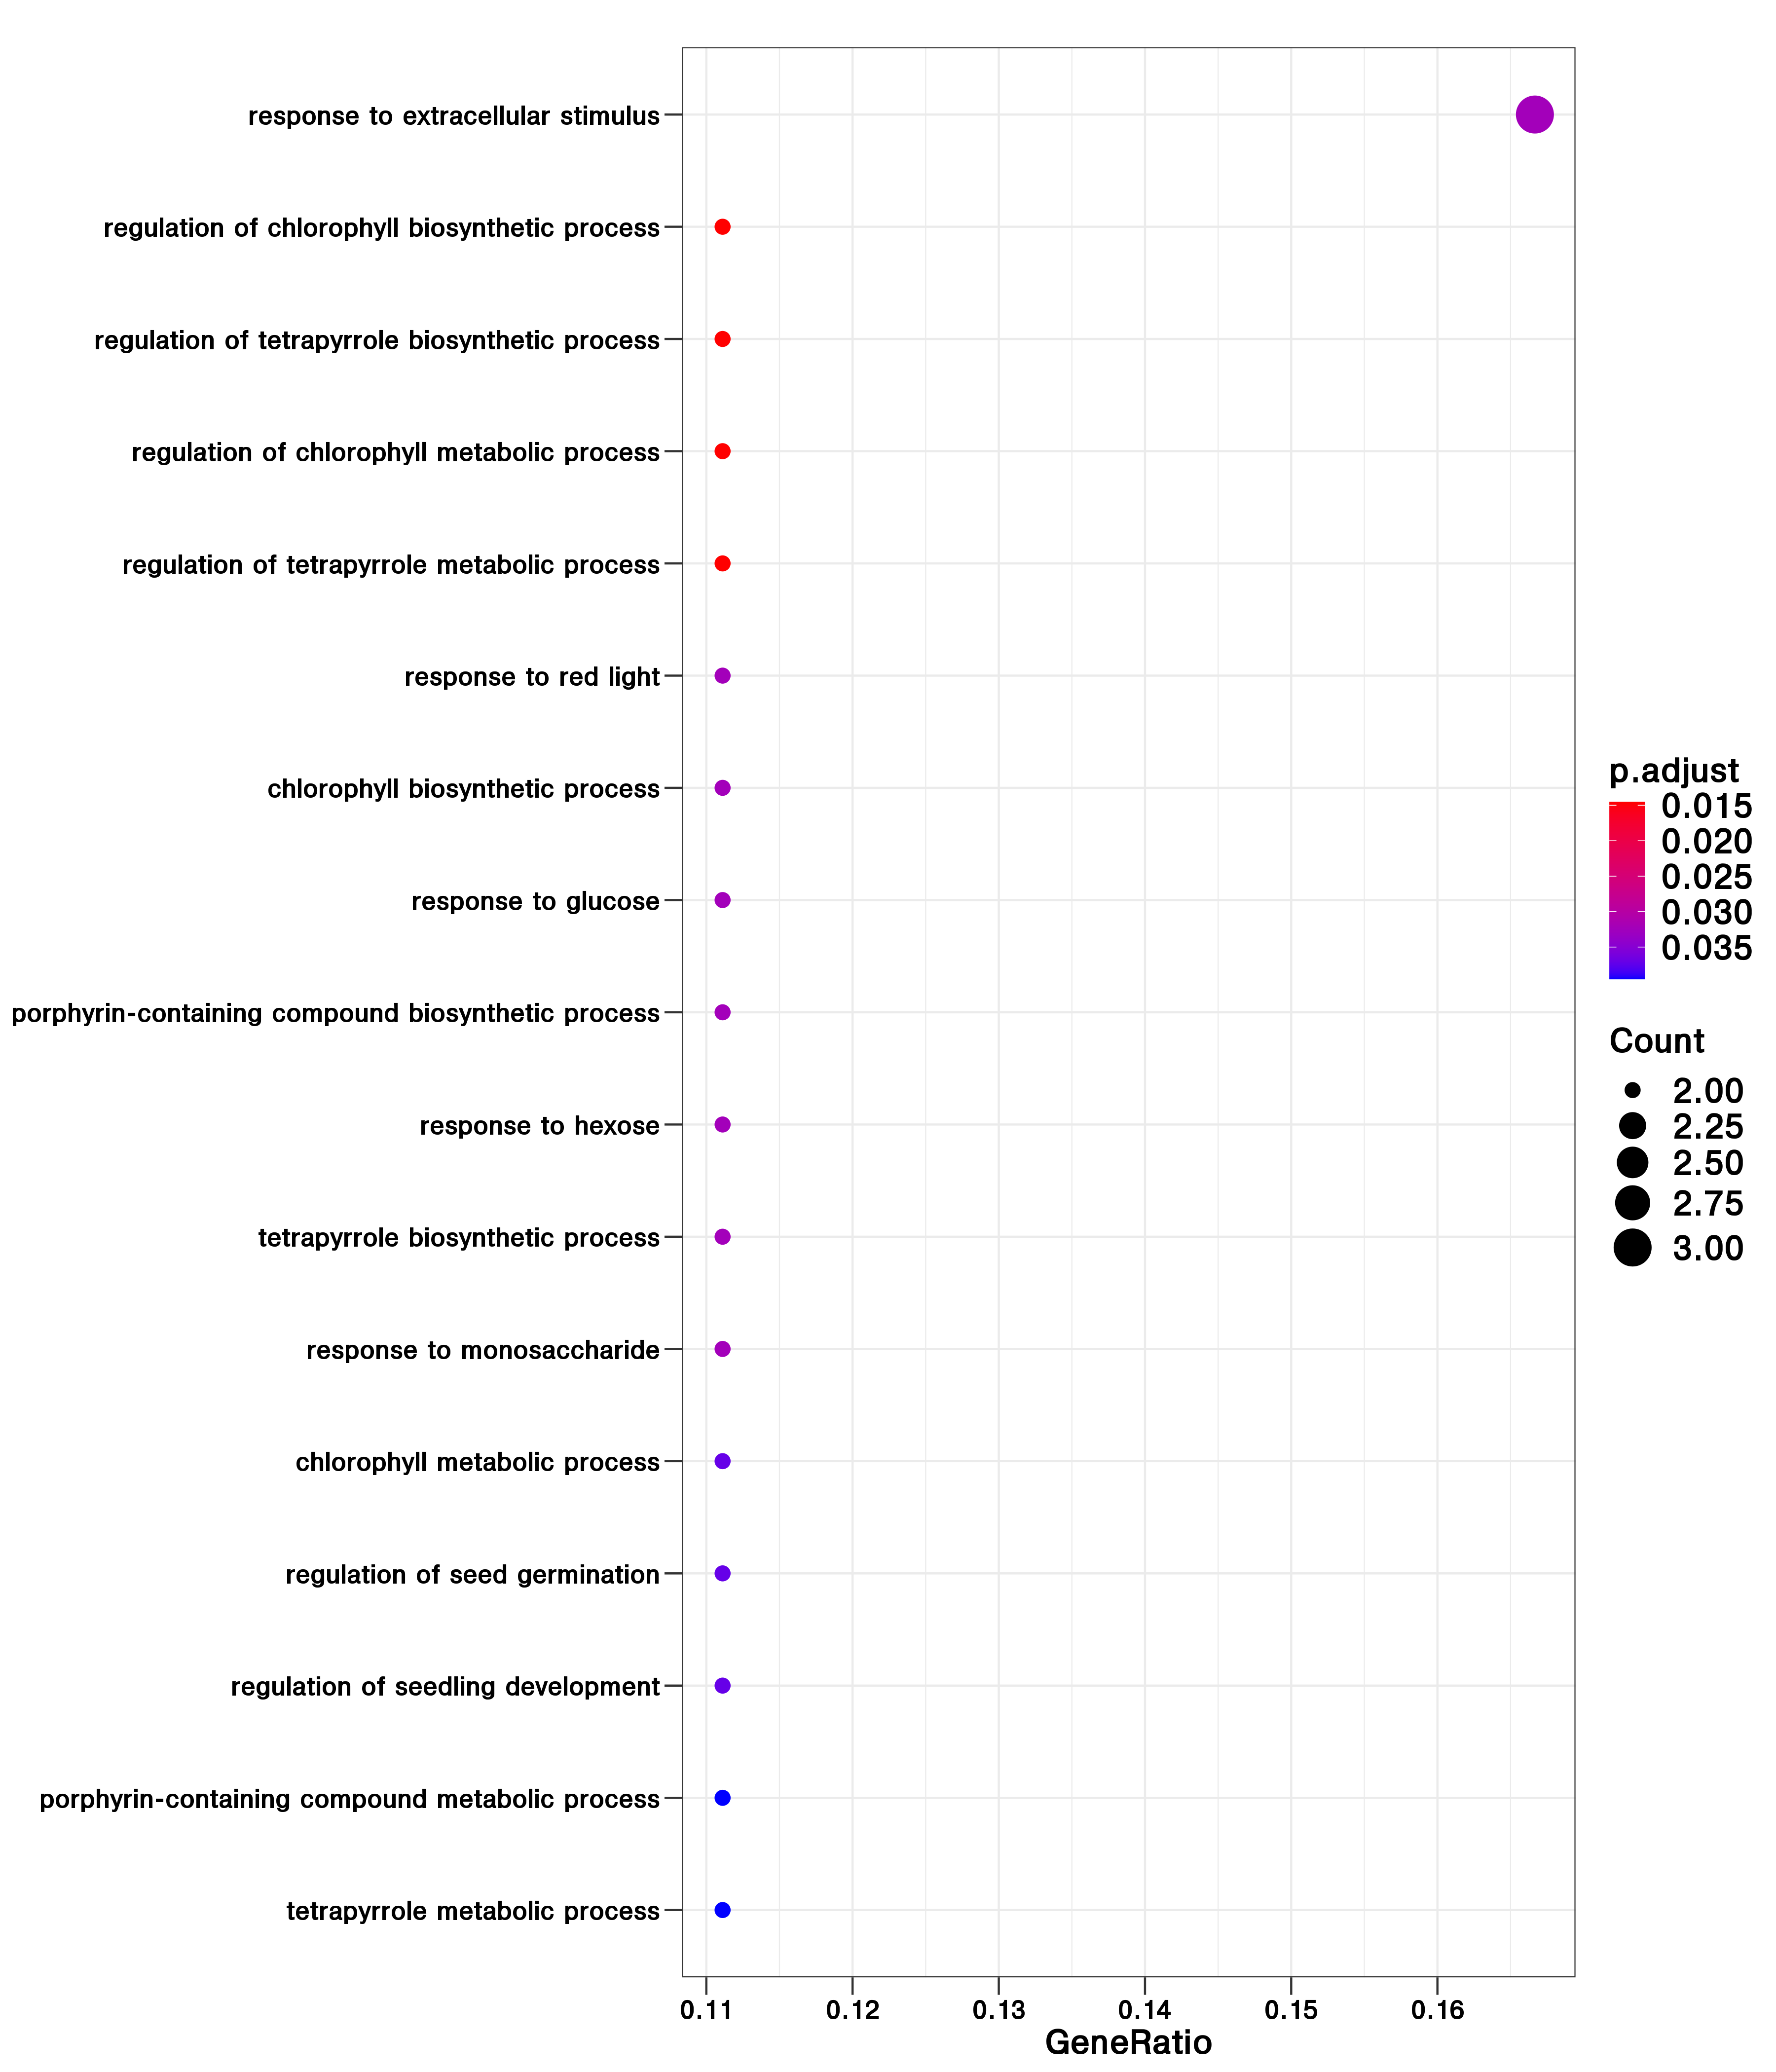 response to extracellular stimulus
regulation of chlorophyll biosynthetic process
regulation of tetrapyrrole biosynthetic process
regulation of chlorophyll metabolic process
regulation of tetrapyrrole metabolic process
response to red light
chlorophyll biosynthetic process
response to glucose
porphyrin-containing compound biosynthetic process
response to hexose
tetrapyrrole biosynthetic process
response to monosaccharide
chlorophyll metabolic process
regulation of seed germination
regulation of seedling development
porphyrin-containing compound metabolic process
tetrapyrrole metabolic process
0.11 0.12 0.13 0.14 0.15 0.16
GeneRatio
p.adjust
0.015
0.020
0.025
0.030
0.035
Count
2.00
2.25
2.50
2.75
3.00